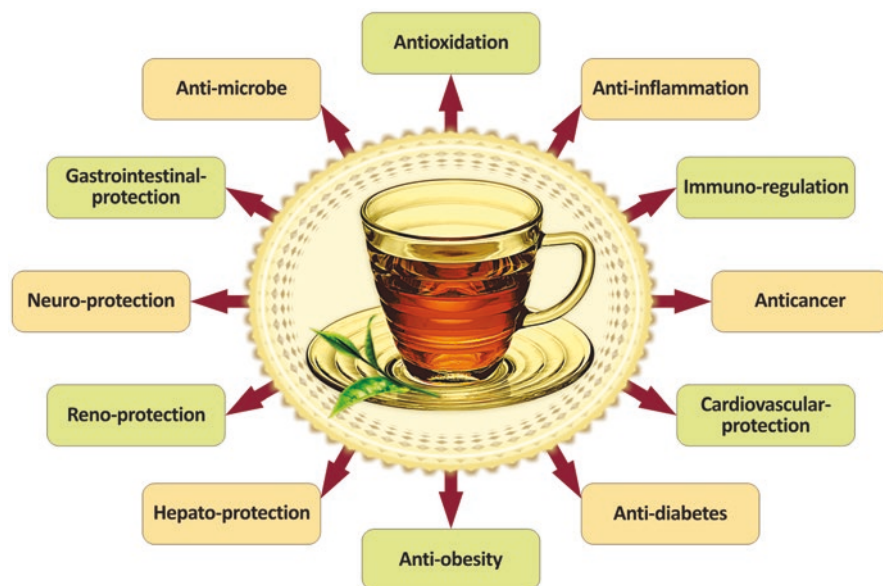 Antioxidation
Anti-inflammation
Immuno-regulation
Anticancer
Cardiovascular-
protection
Anti-diabetes
Anti-obesity
Hepato-protection
Reno-protection
Neuro-protection
Gastrointestinal-
protection
Anti-microbe